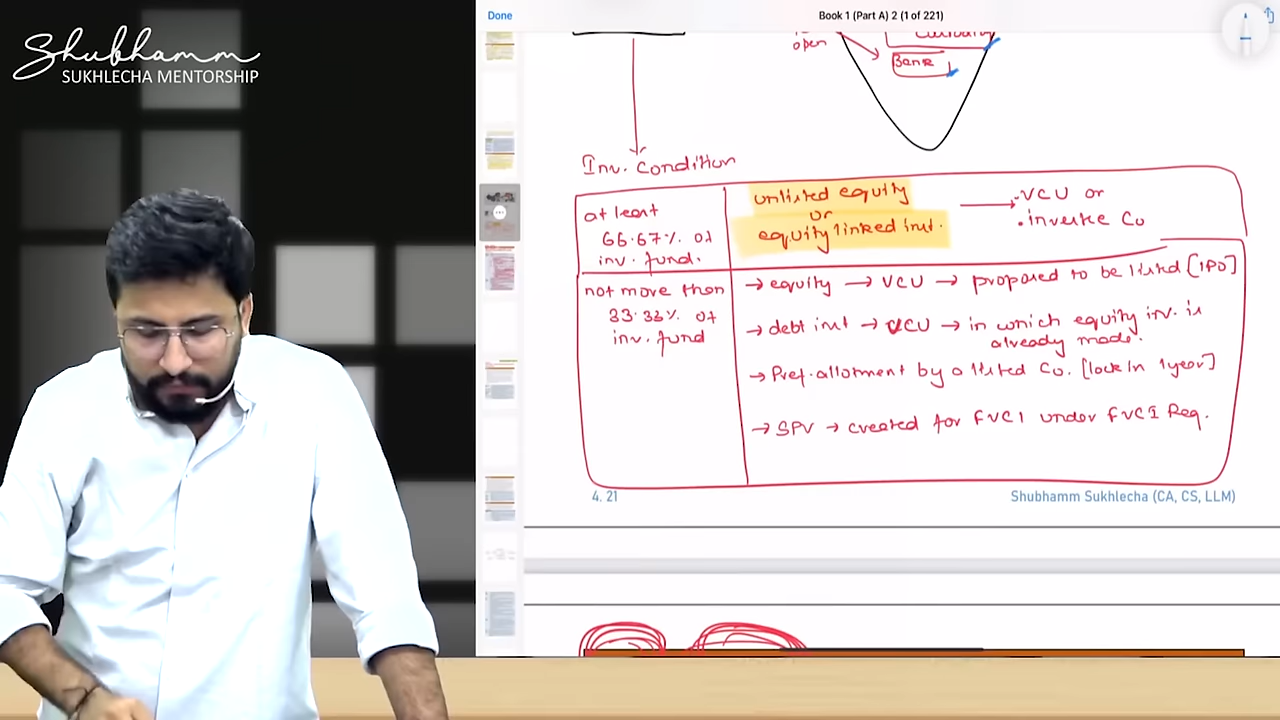 Shubhamm
SUKHLECHA MENTORSHIP
Done
Book 1 (Part A) 2 (1 of 221)
open
Bank
Inv. Condition
at least
66.67% of
inv. fund.
unlisted equity
or
equity linked inst.
→ .VCU or
. investee Co
not more than
33.33% of
inv. fund
→ equity → VCU → proposed to be listed [IPO]
→ debt inst → VCU → in which equity inv. is
already made.
→ Pref. allotment by a listed Co. [lock in 1 year]
→ SPV → created for FVCI under FVCI Reg.
4. 21
Shubhamm Sukhlecha (CA, CS, LLM)